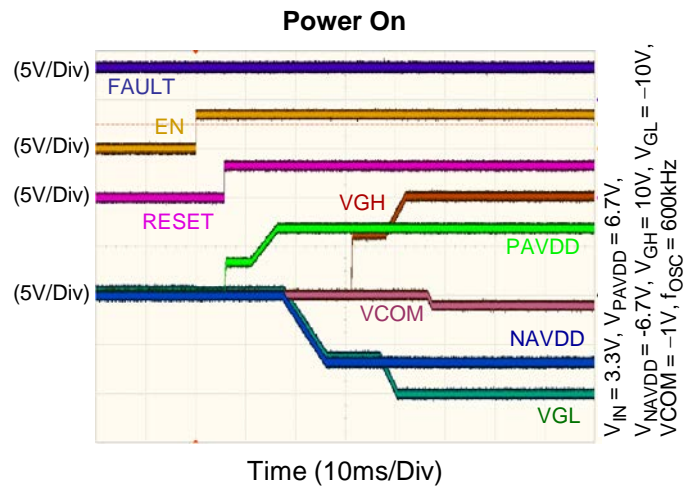 Power On
(5V/Div)
FAULT
EN
(5V/Div)
(5V/Div)
RESET
VGH
PAVDD
(5V/Div)
VCOM
NAVDD
VGL
Time (10ms/Div)
VIN = 3.3V, VPAVDD = 6.7V,
VNAVDD = -6.7V, VGH = 10V, VGL = −10V,
VCOM = −1V, fOSC = 600kHz